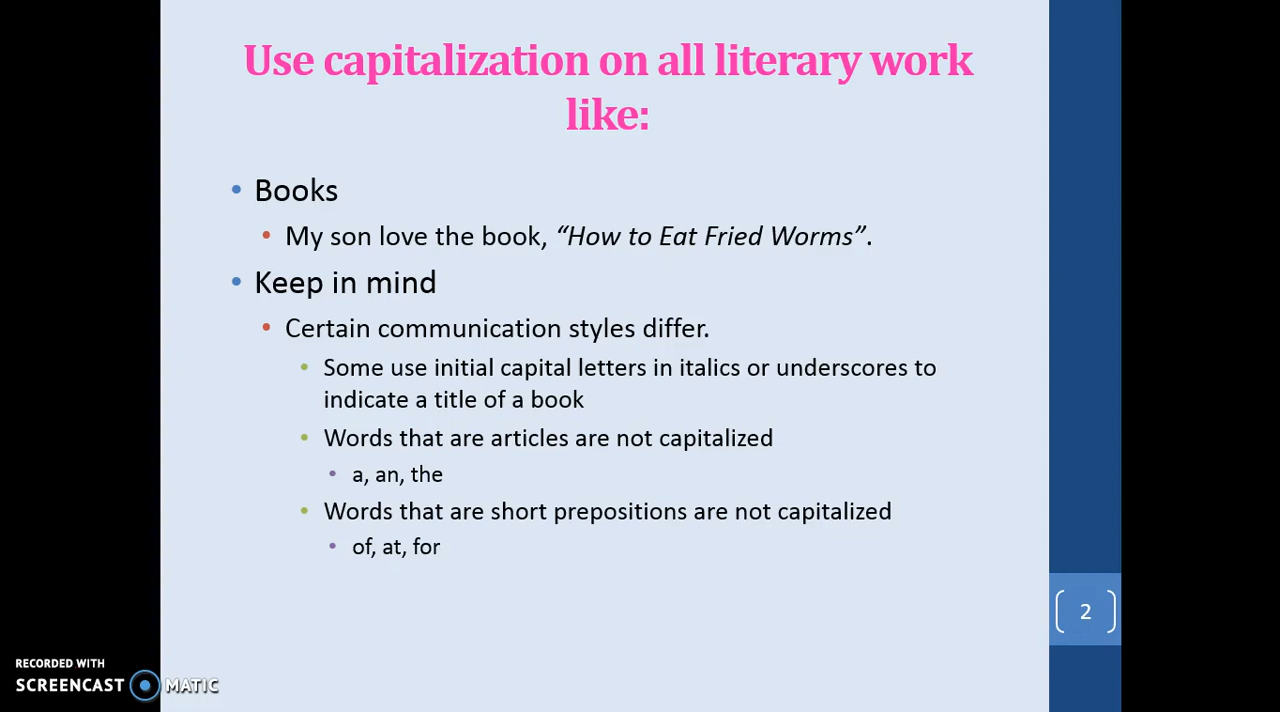 Use capitalization on all literary work
like:
• Books
• My son love the book, “How to Eat Fried Worms”.
• Keep in mind
• Certain communication styles differ.
• Some use initial capital letters in italics or underscores to
indicate a title of a book
• Words that are articles are not capitalized
• a, an, the
• Words that are short prepositions are not capitalized
• of, at, for
2
RECORDED WITH
SCREENCAST MATIC